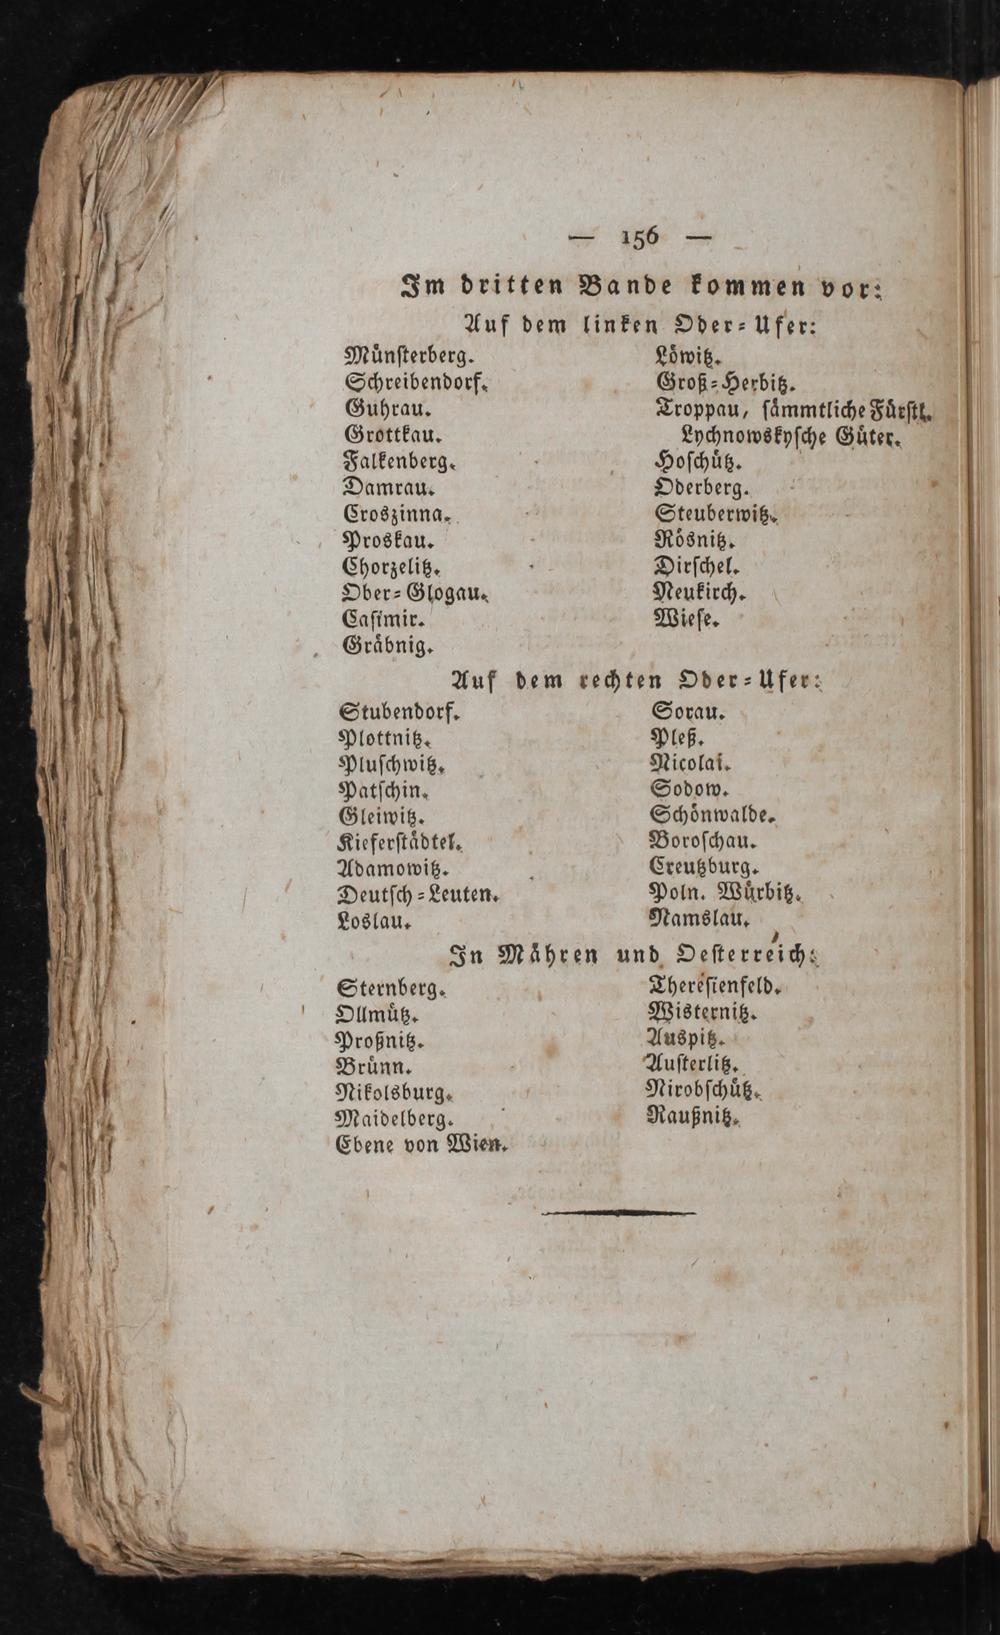 — 156 —
Im dritten Bande kommen vor:
Auf dem linken Oder-Ufer:
Münsterberg.
Schreibendorf.
Guhrau.
Grottkau.
Falkenberg.
Damrau.
Croszinna.
Proskau.
Chorzelitz.
Ober-Glogau.
Casimir.
Gräbnig.
Löwitz.
Groß-Herbitz.
Troppau, sämmtliche Fürstl.
Lychnowskysche Güter.
Hoschütz.
Oderberg.
Steuberwitz.
Rösnitz.
Dirschel.
Neukirch.
Wiese.
Auf dem rechten Oder-Ufer:
Stubendorf.
Plottnitz.
Pluschwitz.
Patschin.
Gleiwitz.
Kieferstädtel.
Adamowitz.
Deutsch-Leuten.
Loslau.
Sorau.
Pleß.
Nicolai.
Sodow.
Schönwalde.
Boroschau.
Creutzburg.
Poln. Würbitz.
Namslau.
In Mähren und Oesterreich:
Sternberg.
Ollmütz.
Proßnitz.
Brünn.
Nikolsburg.
Maidelberg.
Ebene von Wien.
Theresienfeld.
Wisternitz.
Auspitz.
Austerlitz.
Nirobschütz.
Raußnitz.